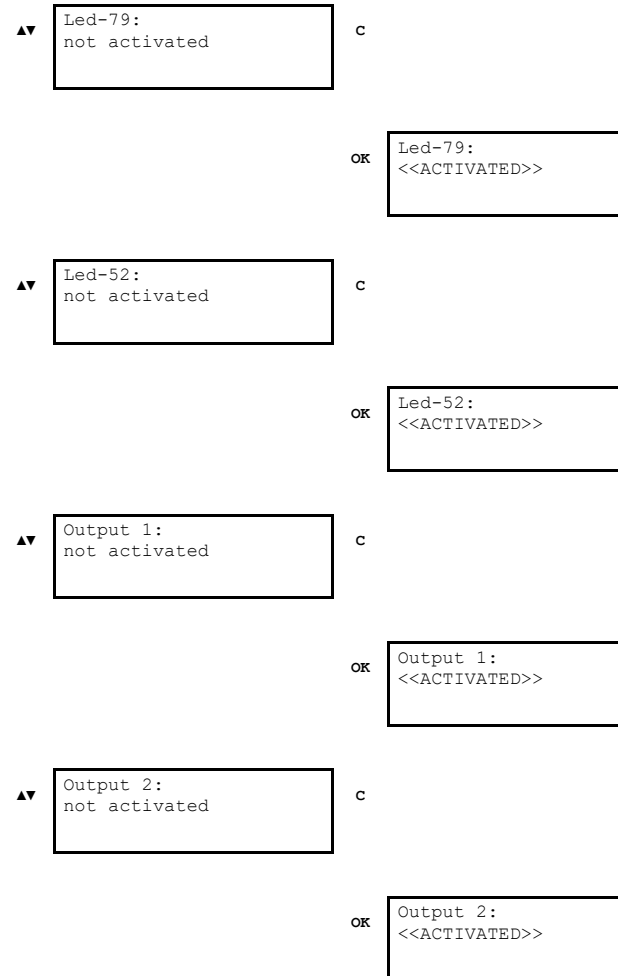 ▲▼ Led-79: C
not activated
OK Led-79:
<<ACTIVATED>>
▲▼ Led-52: C
not activated
OK Led-52:
<<ACTIVATED>>
▲▼ Output 1: C
not activated
OK Output 1:
<<ACTIVATED>>
▲▼ Output 2: C
not activated
OK Output 2:
<<ACTIVATED>>